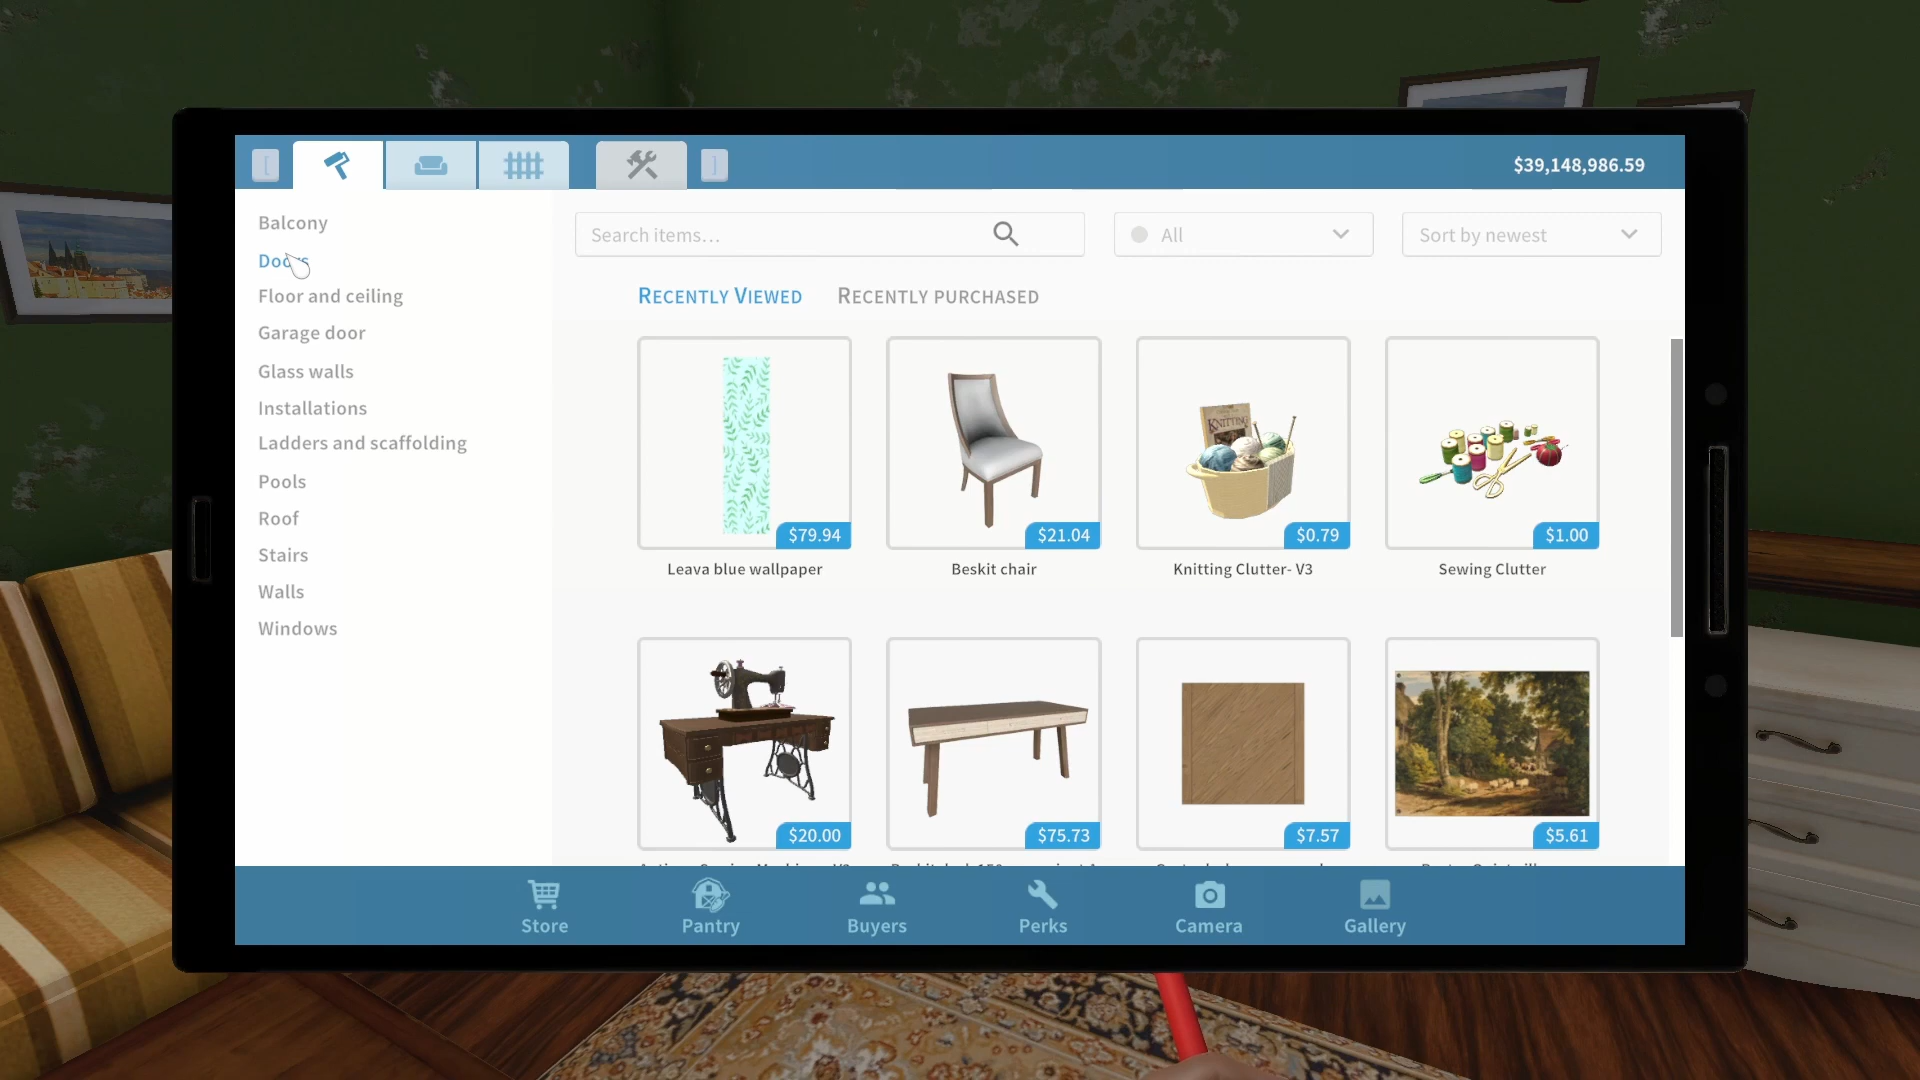 [
]
$39,148,986.59
Balcony
Doors
Floor and ceiling
Garage door
Glass walls
Installations
Ladders and scaffolding
Pools
Roof
Stairs
Walls
Windows
Search items...
All
Sort by newest
RECENTLY VIEWED
RECENTLY PURCHASED
$79.94
$21.04
$0.79
$1.00
Leava blue wallpaper
Beskit chair
Knitting Clutter- V3
Sewing Clutter
KNITTING
$20.00
$75.73
$7.57
$5.61
Store
Pantry
Buyers
Perks
Camera
Gallery